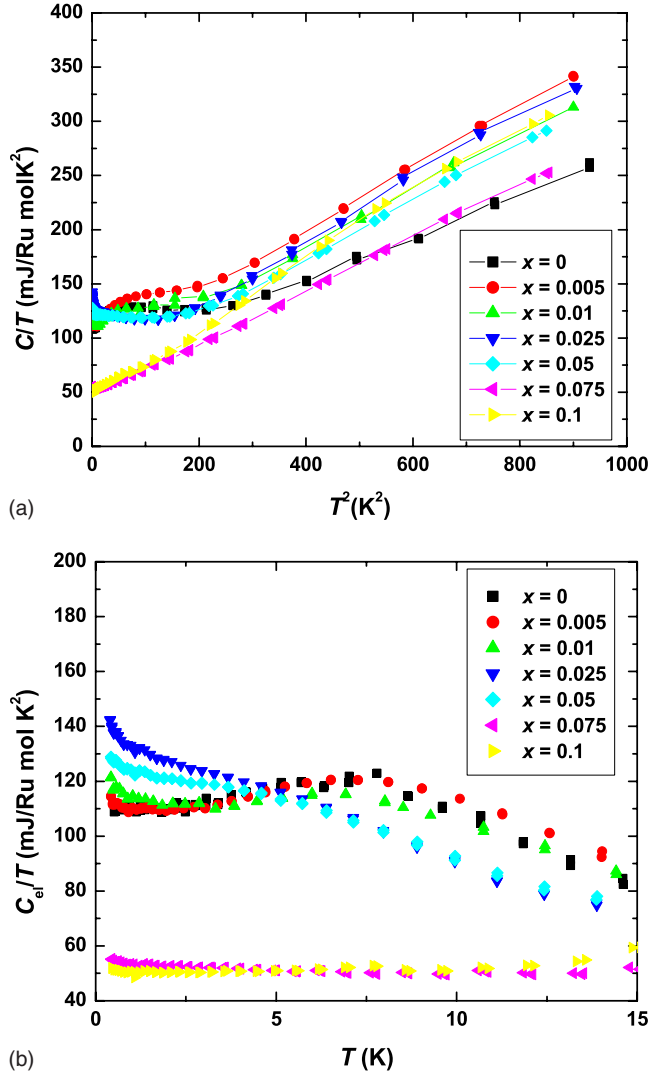 400
350
300
250
200
150
100
50
0
C/T (mJ/Ru molK²)
x = 0
x = 0.005
x = 0.01
x = 0.025
x = 0.05
x = 0.075
x = 0.1
0 200 400 600 800 1000
T²(K²)
(a)
200
180
160
140
120
100
80
60
40
C_el/T (mJ/Ru mol K²)
x = 0
x = 0.005
x = 0.01
x = 0.025
x = 0.05
x = 0.075
x = 0.1
0 5 10 15
T (K)
(b)